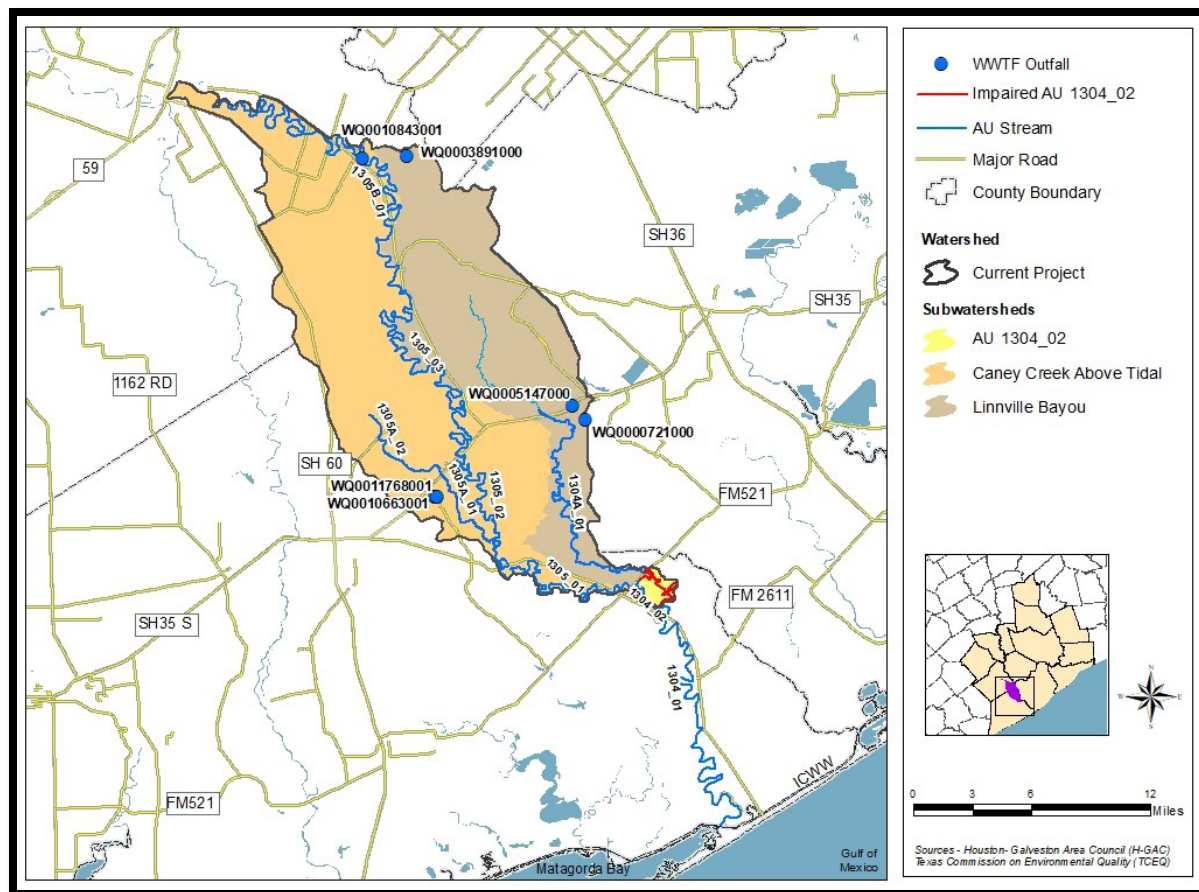 WQ0010843001
WQ0003891000
59
1305B_01
SH36
SH35
1305_03
1162 RD
WQ0005147000
WQ0000721000
1305A_02
SH 60
WQ0011768001
WQ0010663001
1305A_01
1305_02
1304A_01
FM521
1305_01
1304_02
FM 2611
SH35 S
1304_01
FM521
ICWW
Matagorda Bay
Gulf of
Mexico
WWTF Outfall
Impaired AU 1304_02
AU Stream
Major Road
County Boundary
Watershed
Current Project
Subwatersheds
AU 1304_02
Caney Creek Above Tidal
Linnville Bayou
N
W
E
S
0 3 6 12
Miles
Sources - Houston- Galveston Area Council (H-GAC)
Texas Commission on Environmental Quality (TCEQ)